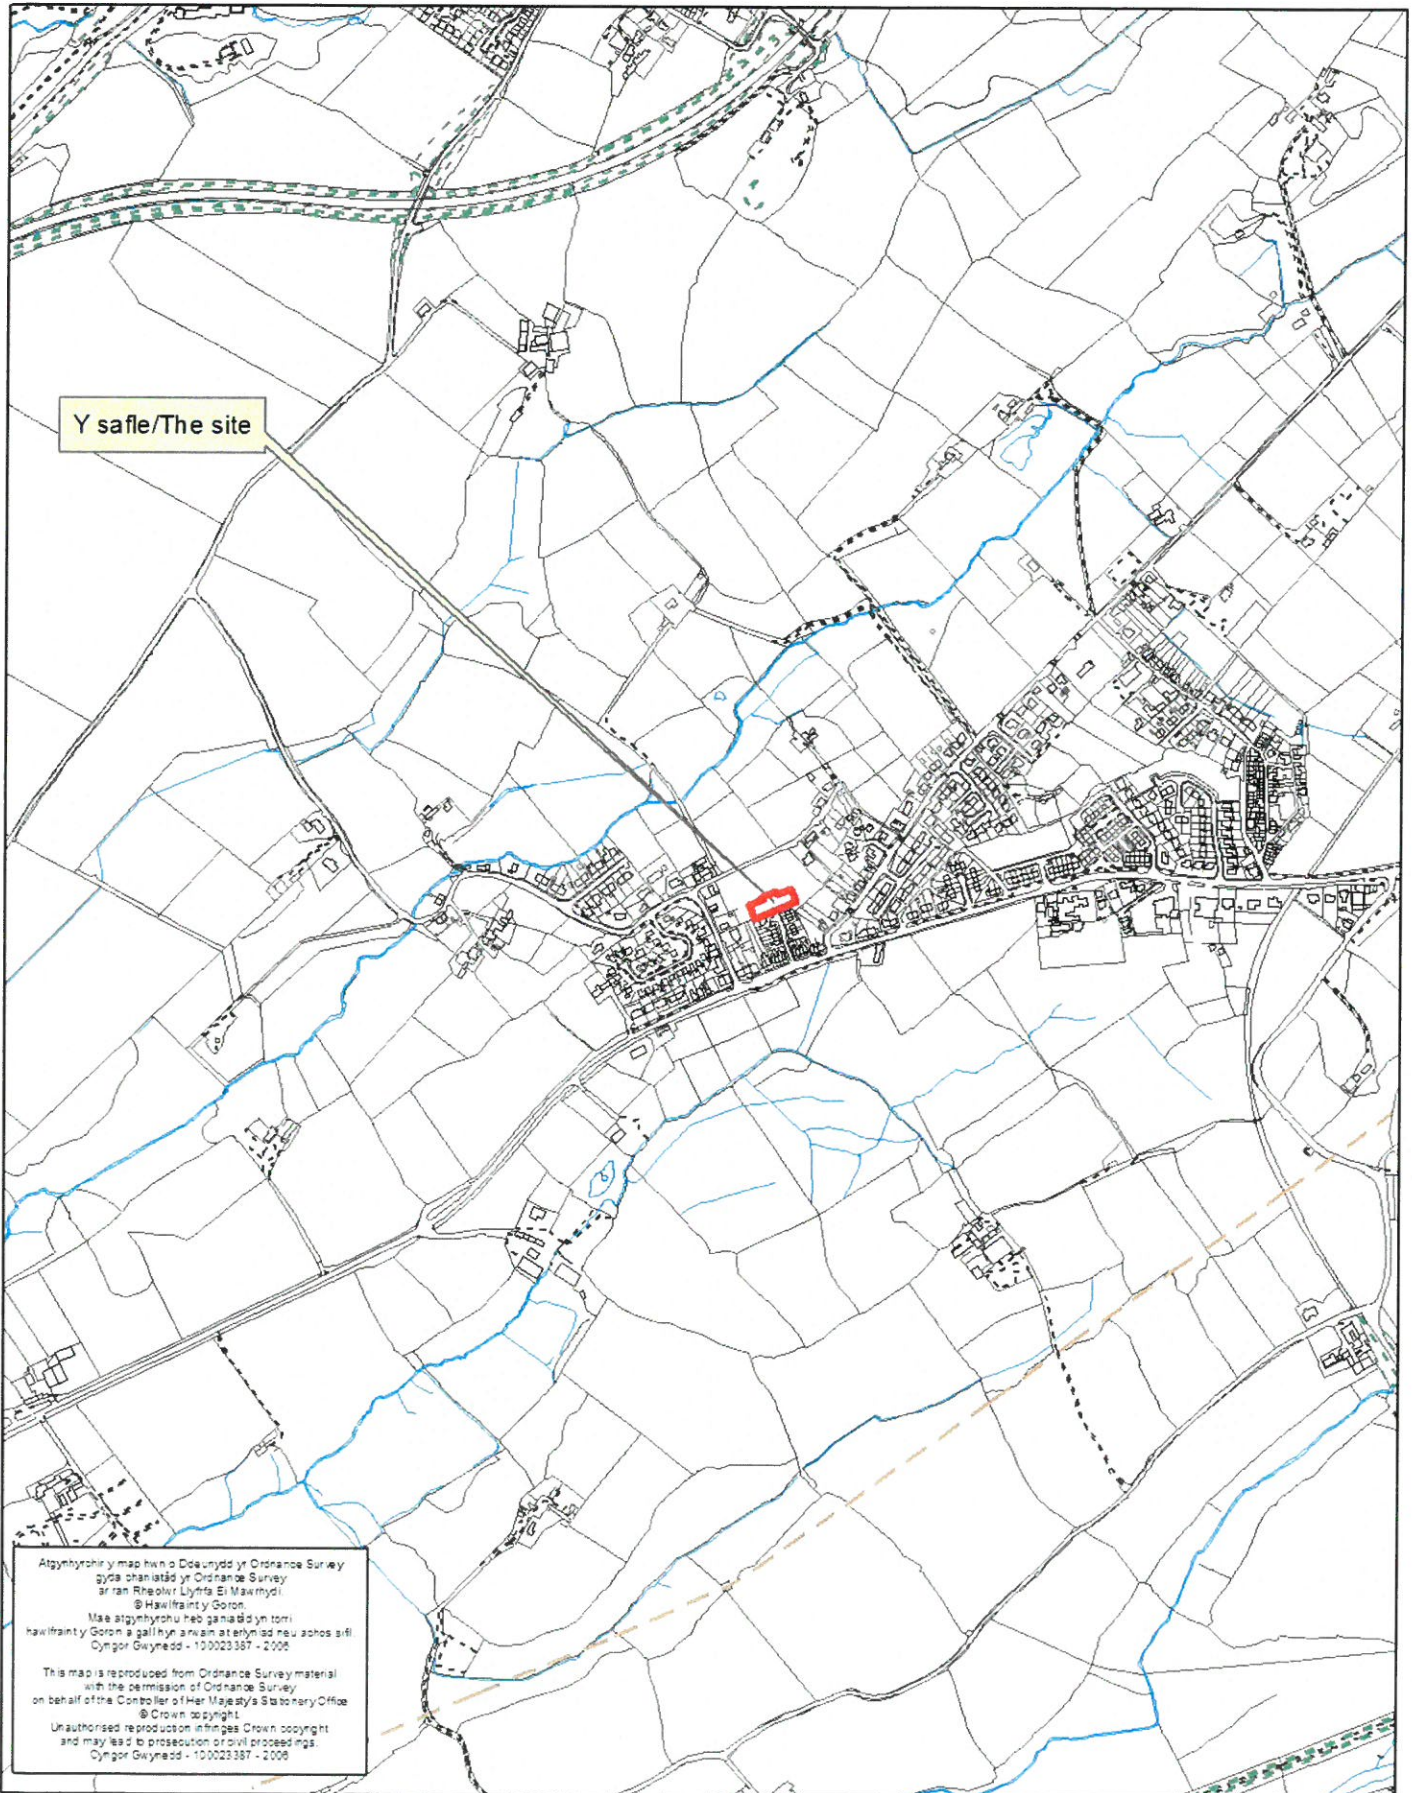 Y safle/The site
Atgynhyrchir y map hwn o Ddeunydd yr Ordnance Survey
gyda chaniatâd yr Ordnance Survey
ar ran Rheolwr Llyfrfa Ei Mawrhydi.
© Hawlfraint y Goron.
Mae atgynhyrchu heb ganiatâd yn torri
hawlfraint y Goron a gall hyn arwain at erlyniad neu achos sifil.
Cyngor Gwynedd - 100023387 - 2006
This map is reproduced from Ordnance Survey material
with the permission of Ordnance Survey
on behalf of the Controller of Her Majesty's Stationery Office
© Crown copyright.
Unauthorised reproduction infringes Crown copyright
and may lead to prosecution or civil proceedings.
Cyngor Gwynedd - 100023387 - 2006